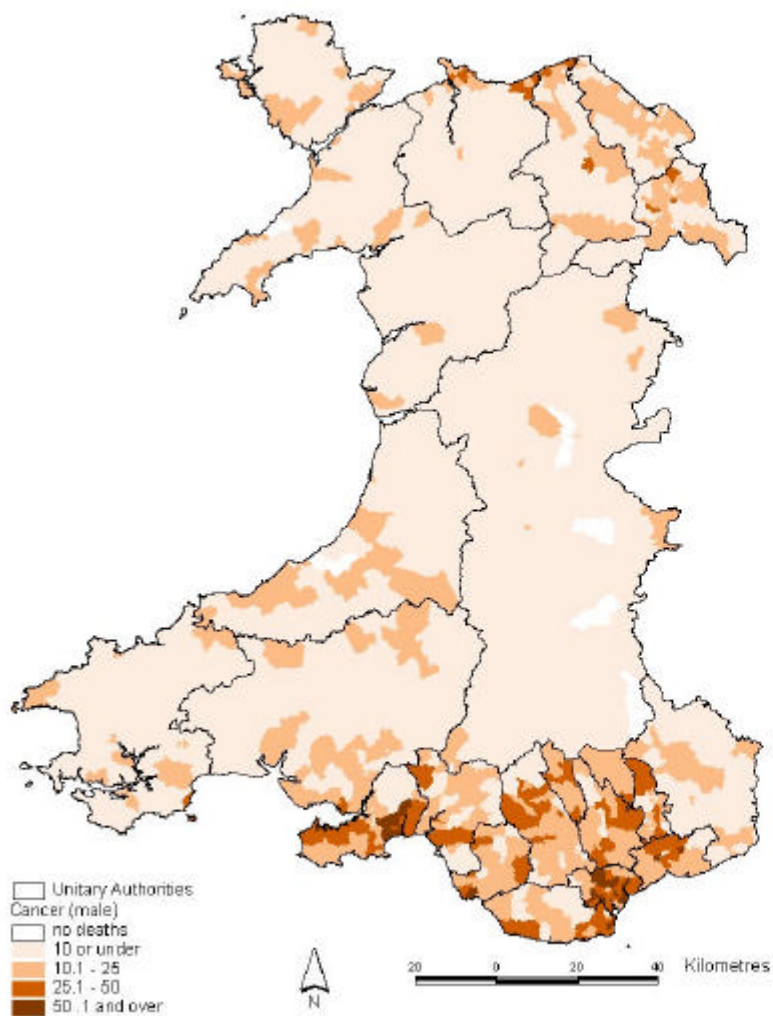 Unitary Authorities
Cancer (male)
no deaths
10 or under
10.1 - 25
25.1 - 50
50 .1 and over
N
20 0 20 40 Kilometres